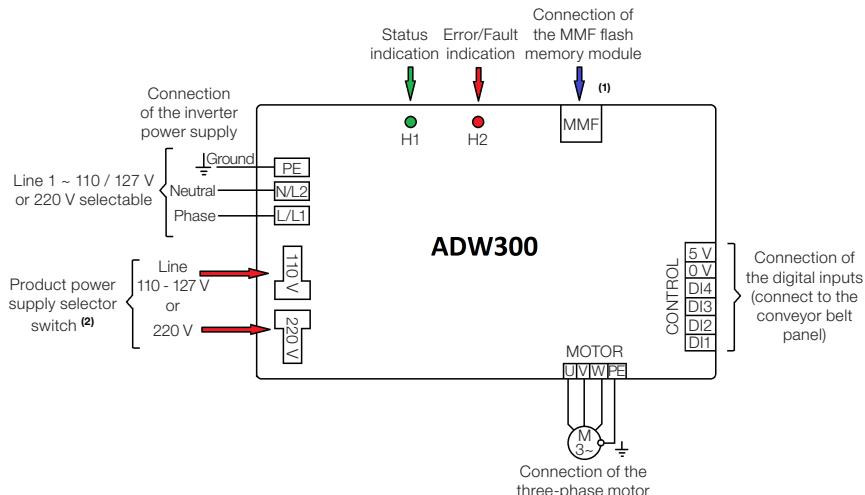 Status
indication
Error/Fault
indication
Connection of
the MMF flash
memory module
(1)
H1
H2
MMF
Connection
of the inverter
power supply
Line 1 ~ 110 / 127 V
or 220 V selectable
Ground
Neutral
Phase
PE
N/L2
L/L1
ADW300
Product power
supply selector
switch (2)
Line
110 - 127 V
or
220 V
110 V
220 V
CONTROL
5 V
0 V
DI4
DI3
DI2
DI1
Connection of
the digital inputs
(connect to the
conveyor belt
panel)
MOTOR
U V W PE
M
3~
Connection of the
three-phase motor